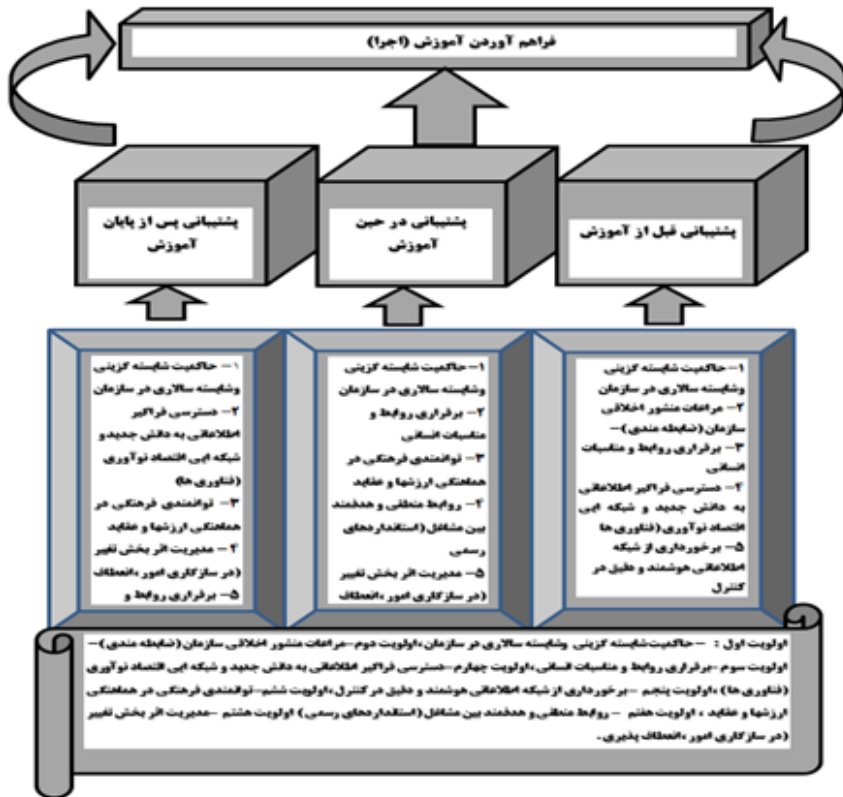 فراهم آوردن آموزش (اجرا)
پشتیبانی قبل از آموزش
پشتیبانی در حین
آموزش
پشتیبانی پس از پایان
آموزش
۱- حاکمیت شایسته گزینی
وشایسته سالاری در سازمان
۲- مراعات منشور اخلاقی
سازمان (ضابطه مندی)-
۳- برقراری روابط و مناسبات
انسانی
۴- دسترسی فراگیر اطلاعاتی
به دانش جدید و شبکه ایی
اقتصاد نوآوری (فناوری ها
۵- برخورداری از شبکه
اطلاعاتی هوشمند و دقیق در
کنترل
۱- حاکمیت شایسته گزینی
وشایسته سالاری در سازمان
۲- برقراری روابط و
مناسبات انسانی
۳- توانمندی فرهنگی در
هماهنگی ارزشها و عقاید
۴- روابط منطقی و هدفمند
بین مشاغل (استانداردهای
رسمی
۵- مدیریت اثر بخش تغییر
(در سازگاری امور ،انعطاف
۱- حاکمیت شایسته گزینی
وشایسته سالاری در سازمان
۲- دسترسی فراگیر
اطلاعاتی به دانش جدیدو
شبکه ایی اقتصاد نوآوری
(فناوری ها)
۳- توانمندی فرهنگی در
هماهنگی ارزشها و عقاید
۴- مدیریت اثر بخش تغییر
(در سازگاری امور ،انعطاف
۵- برقراری روابط و
اولویت اول : -حاکمیت‌شایسته گزینی وشایسته سالاری در سازمان،اولویت دوم-مراعات منشور اخلاقی سازمان (ضابطه مندی)-
اولویت سوم-برقراری روابط و مناسبات انسانی،اولویت چهارم-دسترسی فراگیر اطلاعاتی به دانش جدید و شبکه ایی اقتصاد نوآوری
(فناوری ها) ،اولویت پنجم -برخورداری از شبکه اطلاعاتی هوشمند و دقیق در کنترل،اولویت ششم-توانمندی فرهنگی در هماهنگی
ارزشها و عقاید ، اولویت هفتم - روابط منطقی و هدفمند بین مشاغل (استانداردهای رسمی) اولویت هشتم -مدیریت اثر بخش تغییر
(در سازگاری امور ،انعطاف پذیری.